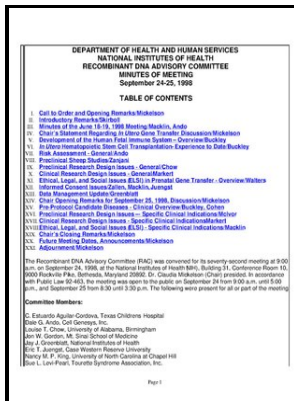 DEPARTMENT OF HEALTH AND HUMAN SERVICES
NATIONAL INSTITUTES OF HEALTH
RECOMBINANT DNA ADVISORY COMMITTEE
MINUTES OF MEETING
September 24-25, 1998
TABLE OF CONTENTS
I. Call to Order and Opening Remarks/Mickelson
II. Introductory Remarks/Skirboll
III. Minutes of the June 18-19, 1998 Meeting/Macklin, Ando
IV. Chair's Statement Regarding In Utero Gene Transfer Discussion/Mickelson
V. Development of the Human Fetal Immune System – Overview/Buckley
VI. In Utero Hematopoietic Stem Cell Transplantation-Experience to Date/Buckley
VII. Risk Assessment - General/Ando
VIII. Preclinical Sheep Studies/Zanjani
IX. Preclinical Research Design Issues - General/Chow
X. Clinical Research Design Issues - General/Markert
XI. Ethical, Legal, and Social Issues (ELSI) in Prenatal Gene Transfer - Overview/Walters
XII. Informed Consent Issues/Zallen, Macklin, Juengst
XIII. Data Management Update/Greenblatt
XIV. Chair Opening Remarks for September 25, 1998, Discussion/Mickelson
XV. Pre-Protocol Candidate Diseases - Clinical Overview/Buckley, Cohen
XVI. Preclinical Research Design Issues -- Specific Clinical Indications/McIvor
XVII. Clinical Research Design Issues - Specific Clinical Indications/Markert
XVIII. Ethical, Legal, and Social Issues (ELSI) - Specific Clinical Indications/Macklin
XIX. Chair's Closing Remarks/Mickelson
XX. Future Meeting Dates, Announcements/Mickelson
XXI. Adjournment/Mickelson
The Recombinant DNA Advisory Committee (RAC) was convened for its seventy-second meeting at 9:00
a.m. on September 24, 1998, at the National Institutes of Health (NIH), Building 31, Conference Room 10,
9000 Rockville Pike, Bethesda, Maryland 20892. Dr. Claudia Mickelson (Chair) presided. In accordance
with Public Law 92-463, the meeting was open to the public on September 24 from 9:00 a.m. until 5:00
p.m., and September 25 from 8:30 until 3:30 p.m. The following were present for all or part of the meeting
Committee Members:
C. Estuardo Aguilar-Cordova, Texas Childrens Hospital
Dale G. Ando, Cell Genesys, Inc.
Louise T. Chow, University of Alabama, Birmingham
Jon W. Gordon, Mt. Sinai School of Medicine
Jay J. Greenblatt, National Institutes of Health
Eric T. Juengst, Case Western Reserve University
Nancy M. P. King, University of North Carolina at Chapel Hill
Sue L. Levi-Pearl, Tourette Syndrome Association, Inc.
Page 1